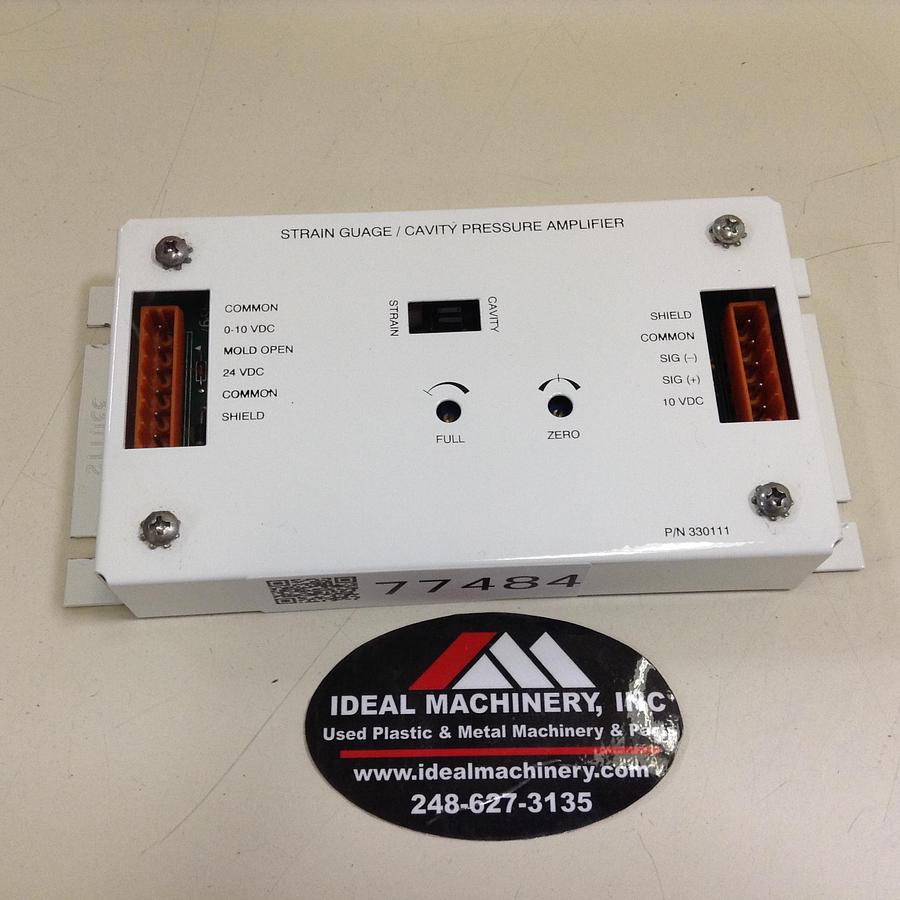 STRAIN GUAGE / CAVITY PRESSURE AMPLIFIER
COMMON
0-10 VDC
MOLD OPEN
24 VDC
COMMON
SHIELD
STRAIN
CAVITY
FULL
ZERO
SHIELD
COMMON
SIG (–)
SIG (+)
10 VDC
P/N 330111
77484
IDEAL MACHINERY, INC
Used Plastic & Metal Machinery &
www.idealmachinery.com
248-627-3135